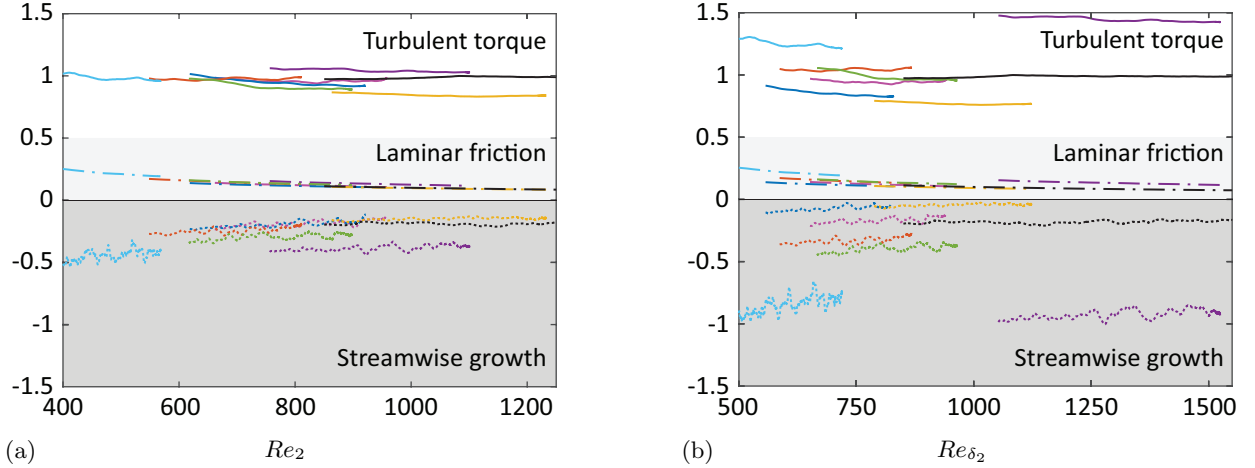 1.5
Turbulent torque
1
0.5
Laminar friction
0
-0.5
-1
Streamwise growth
-1.5
400 600 800 1000 1200
(a) Re₂
1.5
Turbulent torque
1
0.5
Laminar friction
0
-0.5
-1
Streamwise growth
-1.5
500 750 1000 1250 1500
(b) Re_{δ₂}